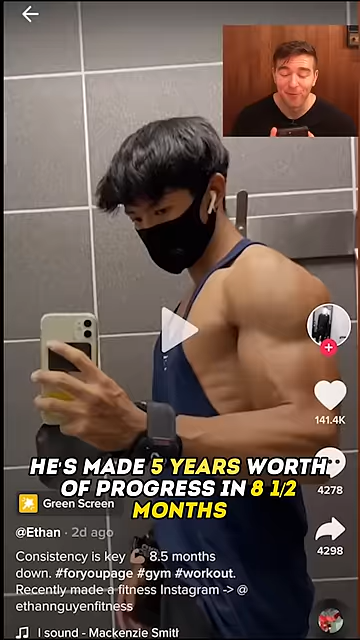 141.4K
HE'S MADE 5 YEARS WORTH
OF PROGRESS IN 8 1/2
MONTHS
4278
Green Screen
@Ethan · 2d ago
4298
Consistency is key 8.5 months
down. #foryoupage #gym #workout.
Recently made a fitness Instagram -> @
ethannguyenfitness
l sound - Mackenzie Smitl